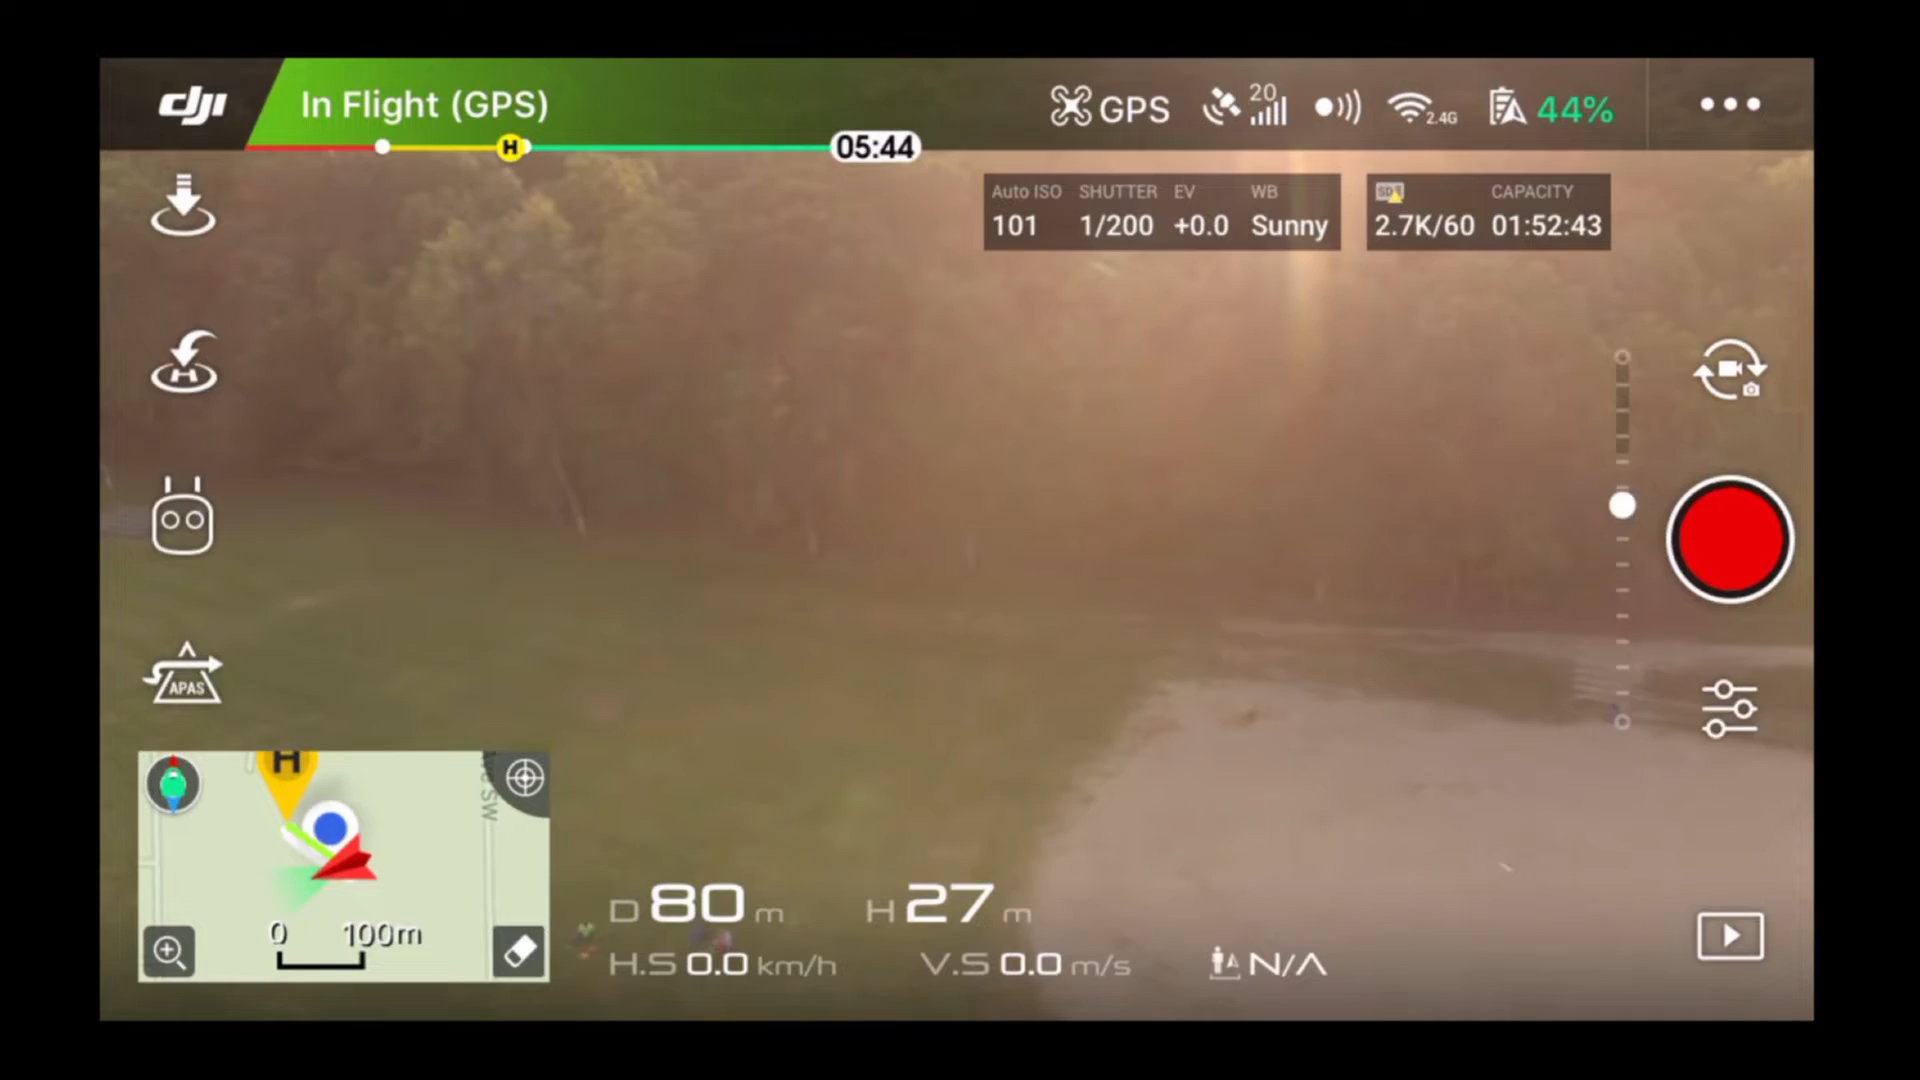 dji
In Flight (GPS)
GPS
20
2.4G
44%
H
05:44
Auto ISO SHUTTER EV WB
101 1/200 +0.0 Sunny
CAPACITY
2.7K/60 01:52:43
H
APAS
H
Ave SW
0 100m
D 80 m H 27 m
H.S 0.0 km/h V.S 0.0 m/s N/A